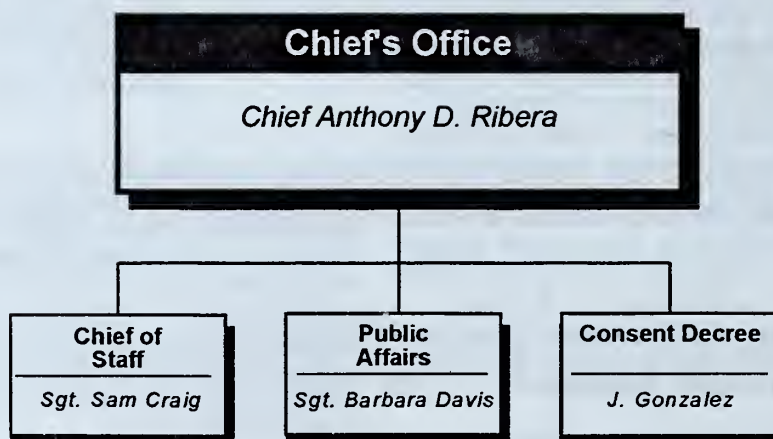 Chief's Office
Chief Anthony D. Ribera
Chief of
Staff
Sgt. Sam Craig
Public
Affairs
Sgt. Barbara Davis
Consent Decree
J. Gonzalez